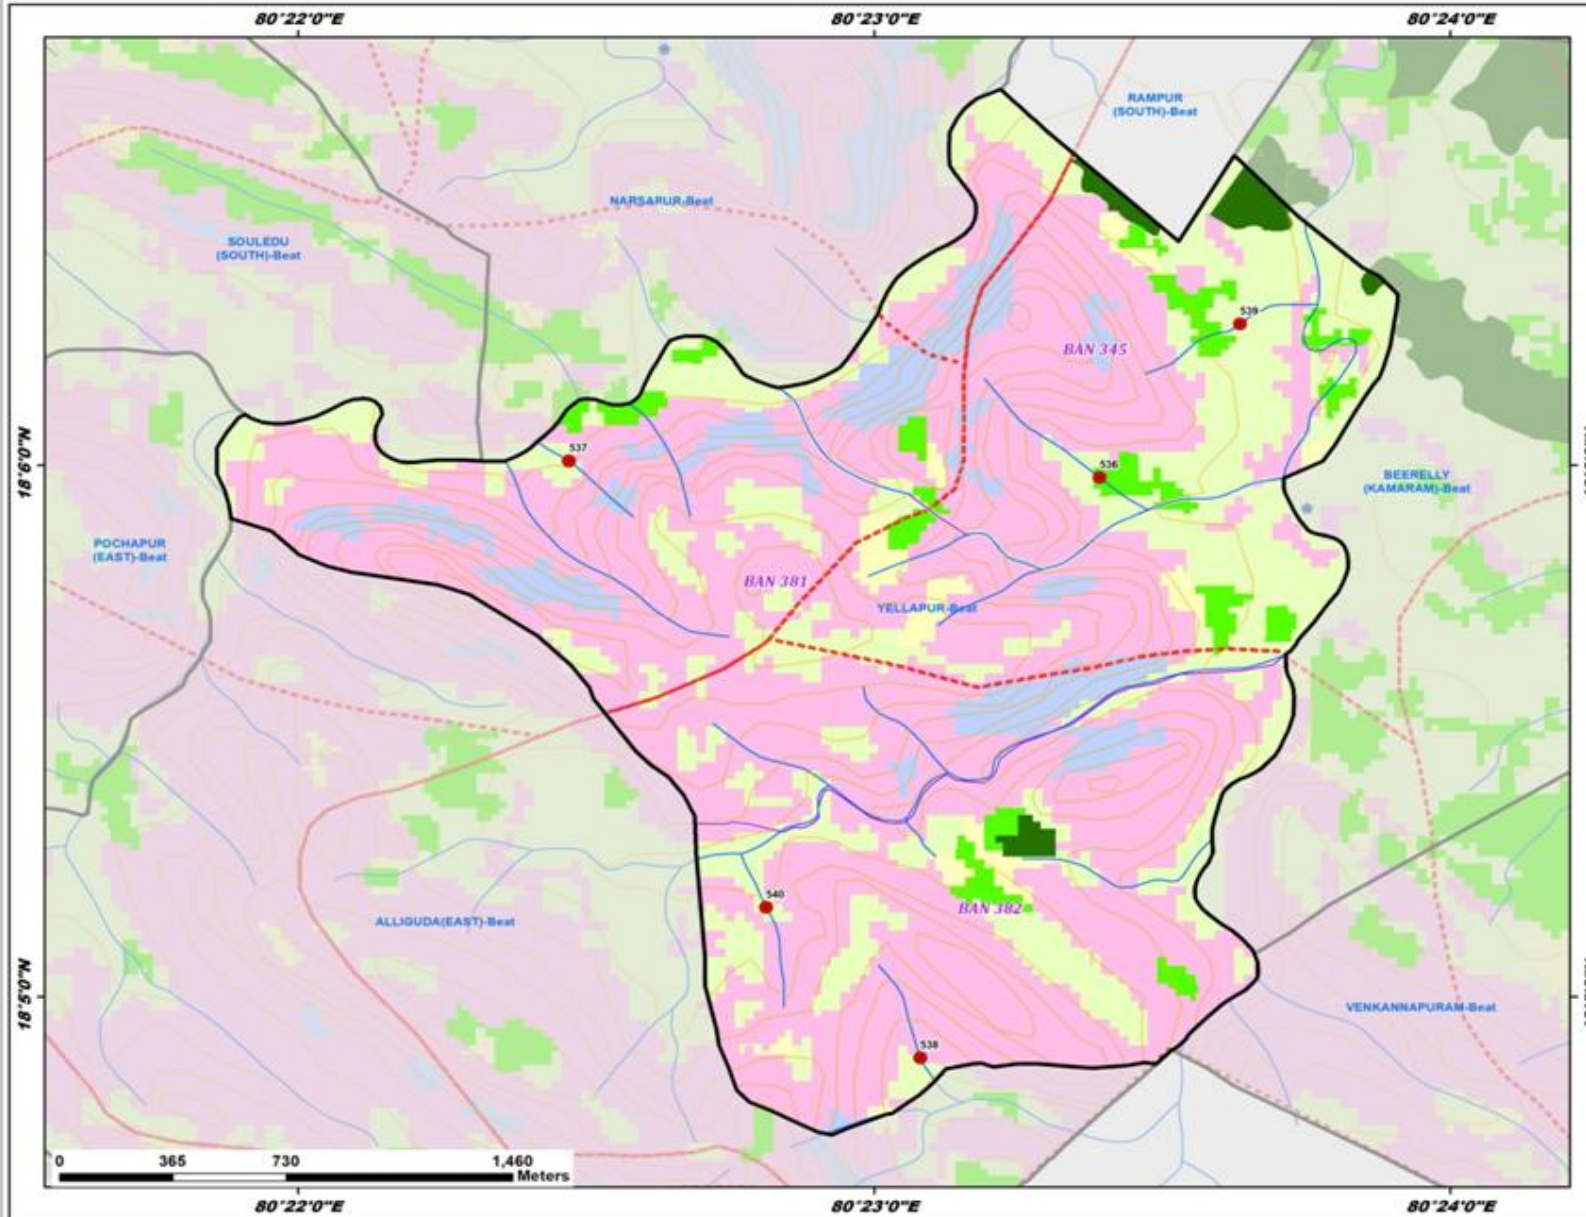 80°22'0"E 80°23'0"E 80°24'0"E
RAMPUR
(SOUTH)-Beat
NARSAPUR-Beat
SOULEDU
(SOUTH)-Beat
539
BAN 345
537
536
18°6'0"N
BEERELLY
(KAMARAM)-Beat
POCHAPUR
(EAST)-Beat
BAN 381
YELLAPUR-Beat
540
BAN 382
ALLIGUDA(EAST)-Beat
18°5'0"N
VENKANNAPURAM-Beat
538
0 365 730 1,460
Meters
80°22'0"E 80°23'0"E 80°24'0"E